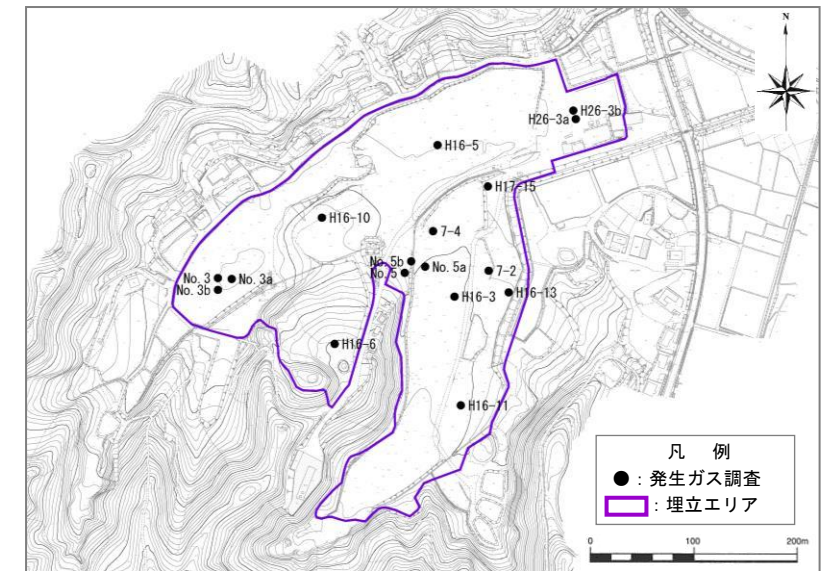 N
H26-3b
H26-3a
H16-5
H17-15
H16-10
7-4
No. 5b
No. 5a
No. 5
7-2
No. 3
No. 3a
No. 3b
H16-3
H16-13
H16-6
H16-11
凡 例
●：発生ガス調査
：埋立エリア
0 100 200m